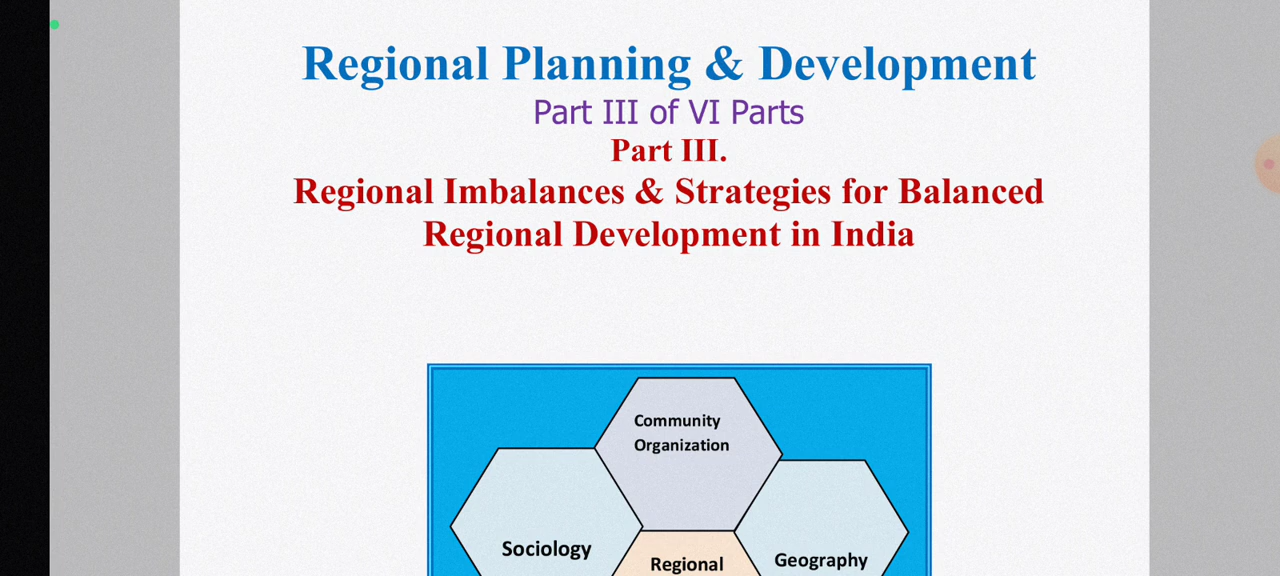 Regional Planning & Development
Part III of VI Parts
Part III.
Regional Imbalances & Strategies for Balanced
Regional Development in India
Community
Organization
Sociology
Geography
Regional